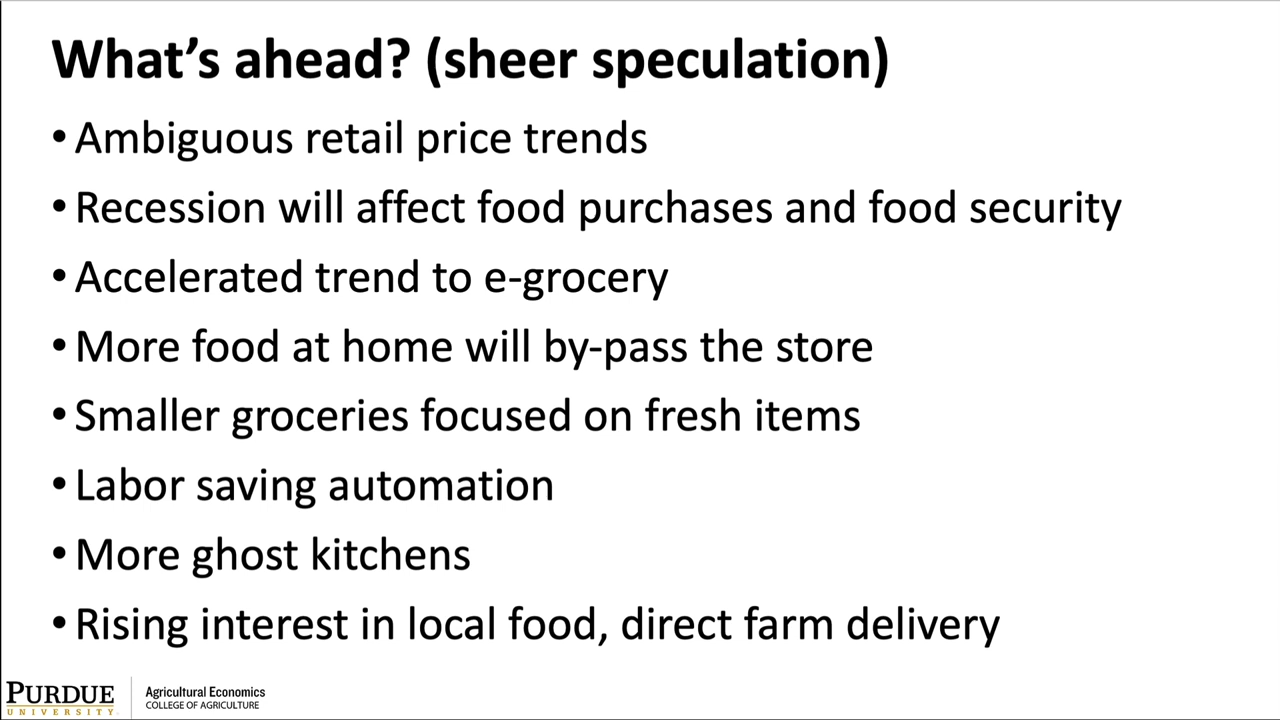 What's ahead? (sheer speculation)
• Ambiguous retail price trends
• Recession will affect food purchases and food security
• Accelerated trend to e-grocery
• More food at home will by-pass the store
• Smaller groceries focused on fresh items
• Labor saving automation
• More ghost kitchens
• Rising interest in local food, direct farm delivery
PURDUE
UNIVERSITY.
Agricultural Economics
COLLEGE OF AGRICULTURE